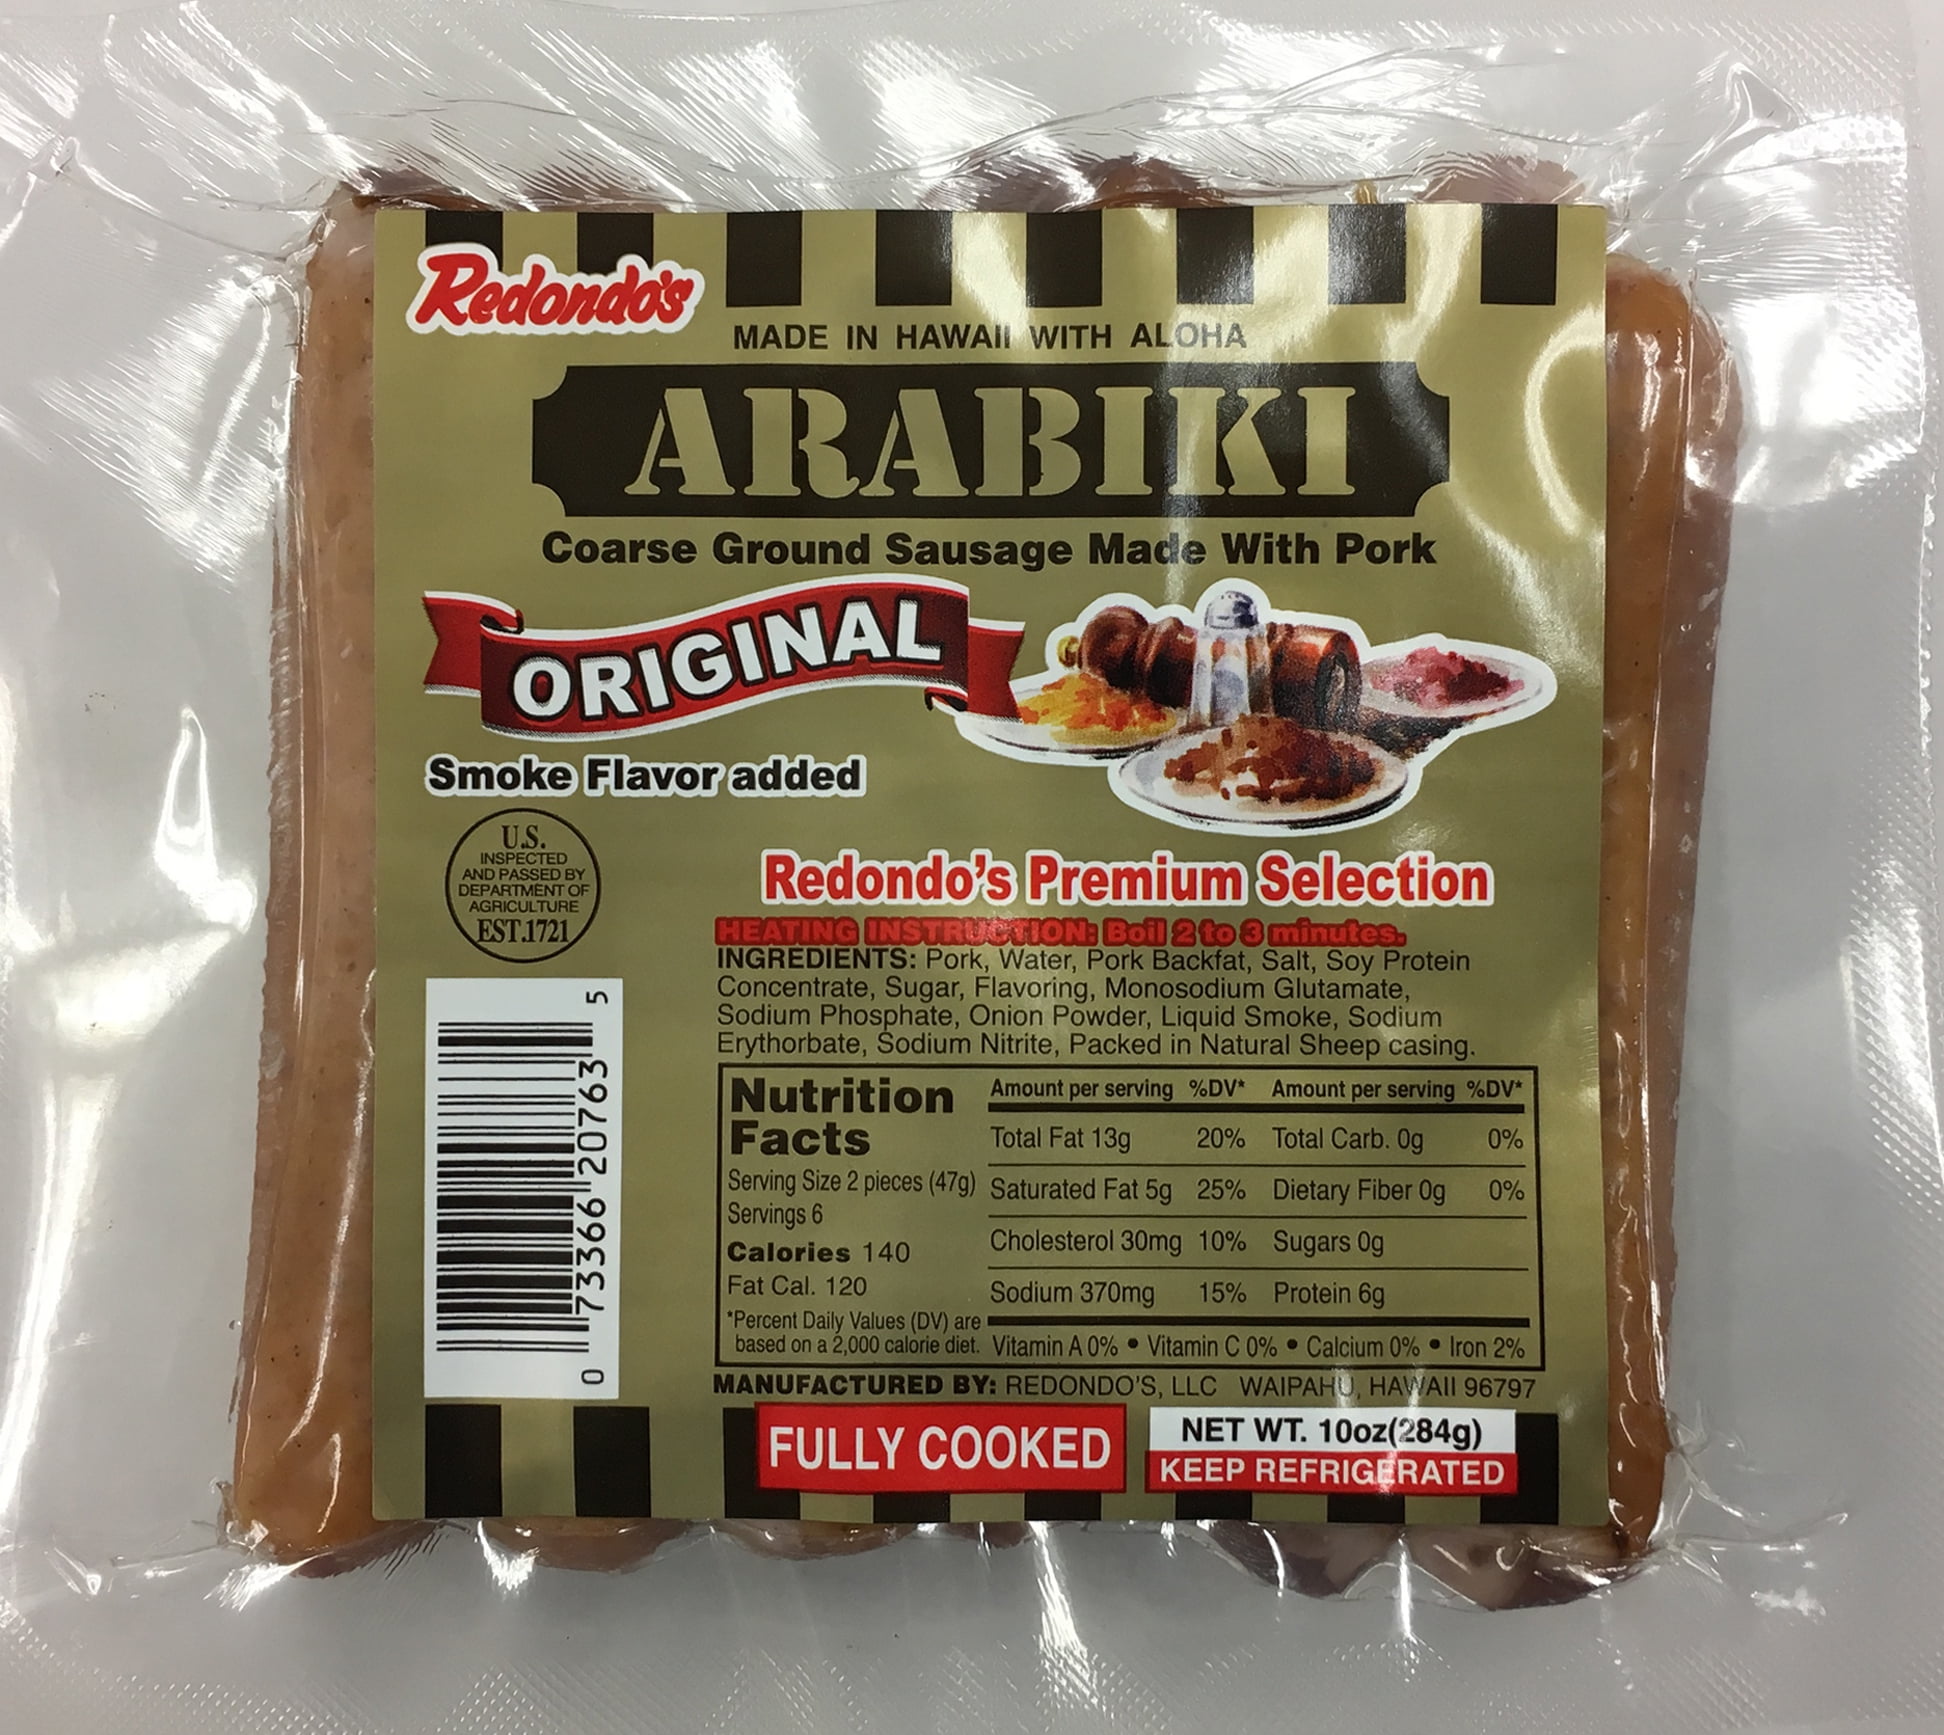 Redondo's
MADE IN HAWAII WITH ALOHA
ARABIKI
Coarse Ground Sausage Made With Pork
ORIGINAL
Smoke Flavor added
U.S.
INSPECTED
AND PASSED BY
DEPARTMENT OF
AGRICULTURE
EST.1721
Redondo's Premium Selection
HEATING INSTRUCTION: Boil 2 to 3 minutes.
INGREDIENTS: Pork, Water, Pork Backfat, Salt, Soy Protein
Concentrate, Sugar, Flavoring, Monosodium Glutamate,
Sodium Phosphate, Onion Powder, Liquid Smoke, Sodium
Erythorbate, Sodium Nitrite, Packed in Natural Sheep casing.
0 73366 20763 5
Nutrition
Facts
Serving Size 2 pieces (47g)
Servings 6
Calories 140
Fat Cal. 120
*Percent Daily Values (DV) are
based on a 2,000 calorie diet.
Amount per serving %DV* Amount per serving %DV*
Total Fat 13g 20% Total Carb. 0g 0%
Saturated Fat 5g 25% Dietary Fiber 0g 0%
Cholesterol 30mg 10% Sugars 0g
Sodium 370mg 15% Protein 6g
Vitamin A 0% • Vitamin C 0% • Calcium 0% • Iron 2%
MANUFACTURED BY: REDONDO'S, LLC WAIPAHU, HAWAII 96797
FULLY COOKED
NET WT. 10oz(284g)
KEEP REFRIGERATED